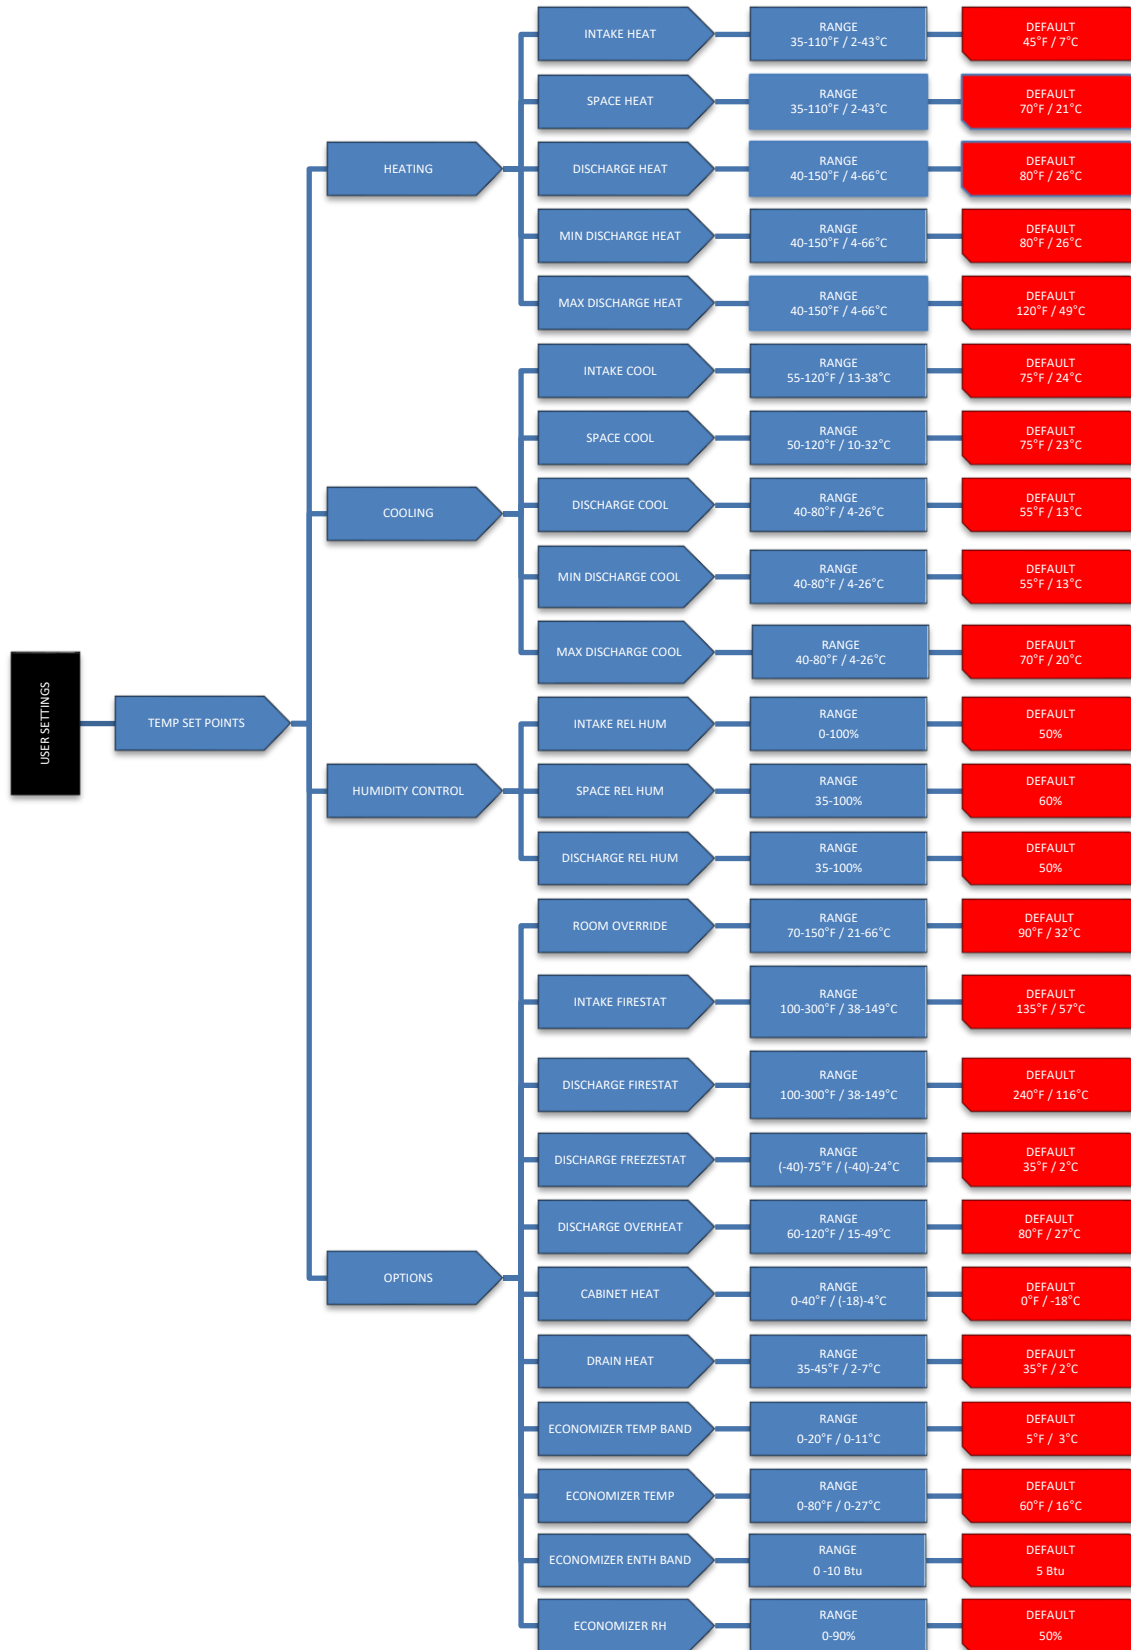 USER SETTINGS
TEMP SET POINTS
HEATING
INTAKE HEAT
RANGE
35-110°F / 2-43°C
DEFAULT
45°F / 7°C
SPACE HEAT
RANGE
35-110°F / 2-43°C
DEFAULT
70°F / 21°C
DISCHARGE HEAT
RANGE
40-150°F / 4-66°C
DEFAULT
80°F / 26°C
MIN DISCHARGE HEAT
RANGE
40-150°F / 4-66°C
DEFAULT
80°F / 26°C
MAX DISCHARGE HEAT
RANGE
40-150°F / 4-66°C
DEFAULT
120°F / 49°C
COOLING
INTAKE COOL
RANGE
55-120°F / 13-38°C
DEFAULT
75°F / 24°C
SPACE COOL
RANGE
50-120°F / 10-32°C
DEFAULT
75°F / 23°C
DISCHARGE COOL
RANGE
40-80°F / 4-26°C
DEFAULT
55°F / 13°C
MIN DISCHARGE COOL
RANGE
40-80°F / 4-26°C
DEFAULT
55°F / 13°C
MAX DISCHARGE COOL
RANGE
40-80°F / 4-26°C
DEFAULT
70°F / 20°C
HUMIDITY CONTROL
INTAKE REL HUM
RANGE
0-100%
DEFAULT
50%
SPACE REL HUM
RANGE
35-100%
DEFAULT
60%
DISCHARGE REL HUM
RANGE
35-100%
DEFAULT
50%
OPTIONS
ROOM OVERRIDE
RANGE
70-150°F / 21-66°C
DEFAULT
90°F / 32°C
INTAKE FIRESTAT
RANGE
100-300°F / 38-149°C
DEFAULT
135°F / 57°C
DISCHARGE FIRESTAT
RANGE
100-300°F / 38-149°C
DEFAULT
240°F / 116°C
DISCHARGE FREEZESTAT
RANGE
(-40)-75°F / (-40)-24°C
DEFAULT
35°F / 2°C
DISCHARGE OVERHEAT
RANGE
60-120°F / 15-49°C
DEFAULT
80°F / 27°C
CABINET HEAT
RANGE
0-40°F / (-18)-4°C
DEFAULT
0°F / -18°C
DRAIN HEAT
RANGE
35-45°F / 2-7°C
DEFAULT
35°F / 2°C
ECONOMIZER TEMP BAND
RANGE
0-20°F / 0-11°C
DEFAULT
5°F / 3°C
ECONOMIZER TEMP
RANGE
0-80°F / 0-27°C
DEFAULT
60°F / 16°C
ECONOMIZER ENTH BAND
RANGE
0 -10 Btu
DEFAULT
5 Btu
ECONOMIZER RH
RANGE
0-90%
DEFAULT
50%